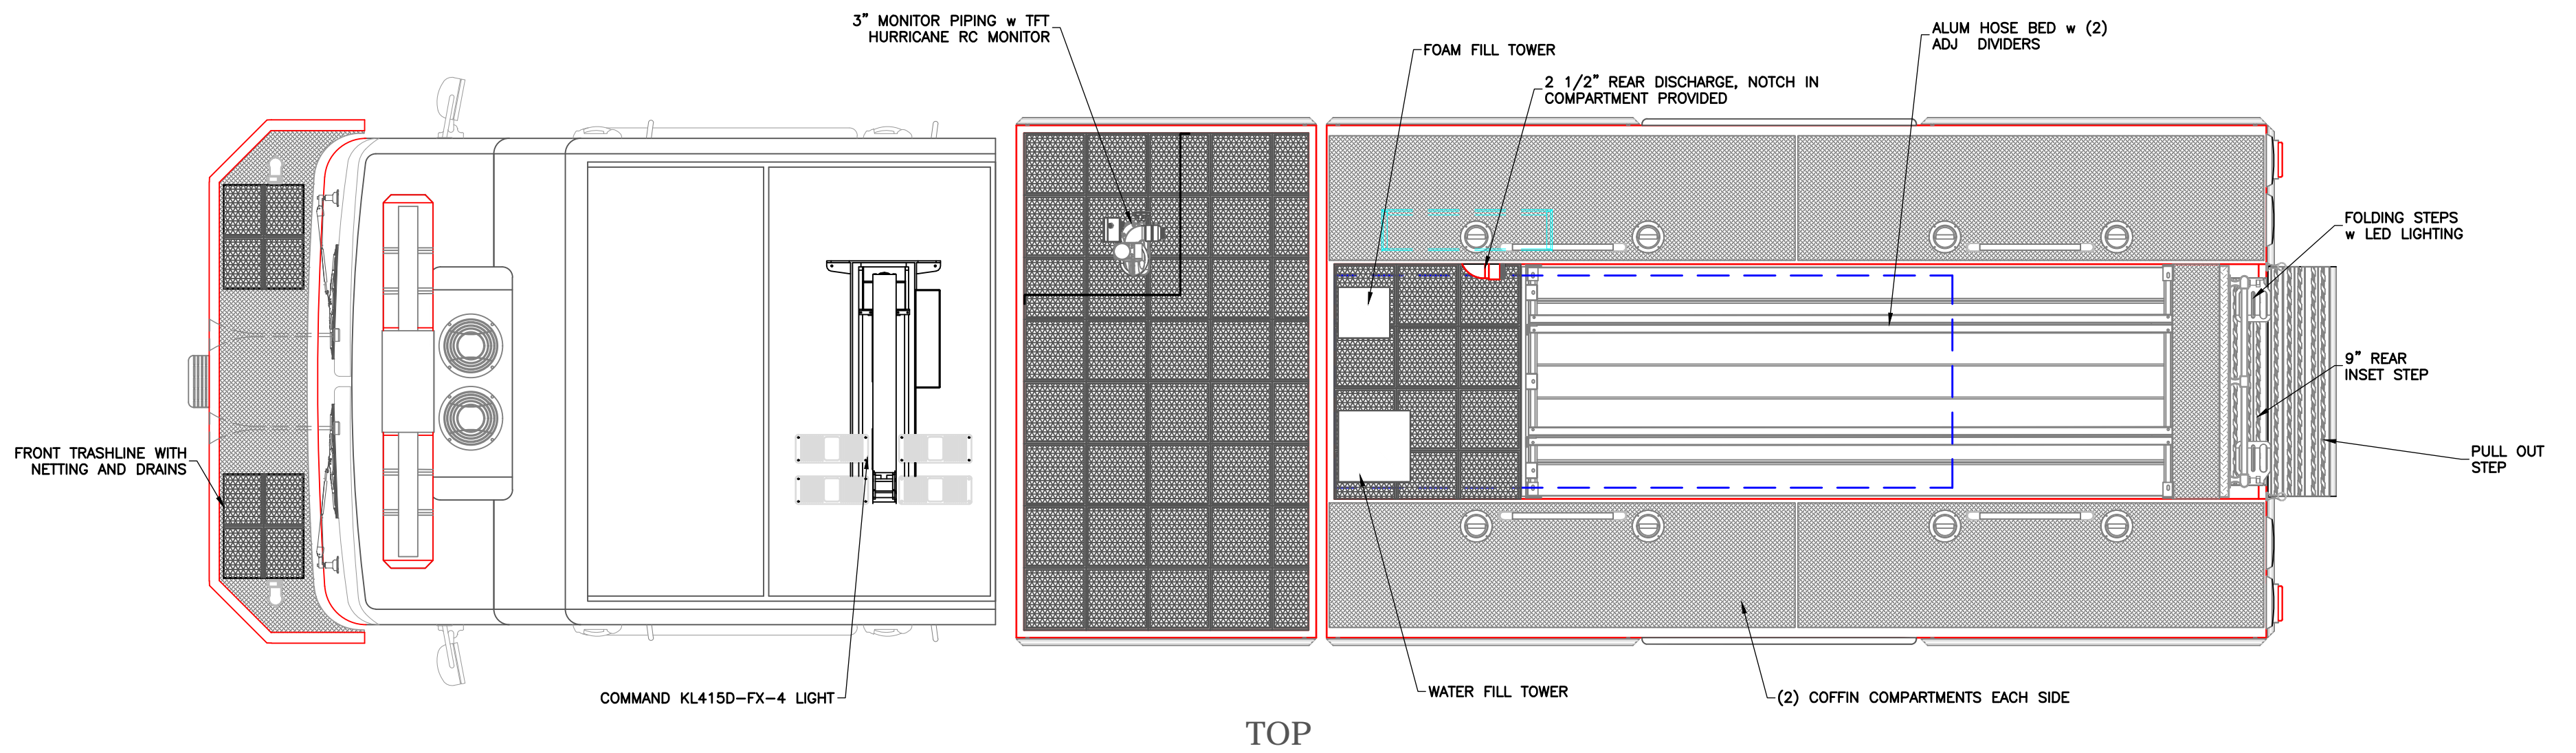 3” MONITOR PIPING w TFT
HURRICANE RC MONITOR
FOAM FILL TOWER
2 1/2” REAR DISCHARGE, NOTCH IN
COMPARTMENT PROVIDED
ALUM HOSE BED w (2)
ADJ DIVIDERS
FOLDING STEPS
w LED LIGHTING
9” REAR
INSET STEP
FRONT TRASHLINE WITH
NETTING AND DRAINS
PULL OUT
STEP
COMMAND KL415D-FX-4 LIGHT
WATER FILL TOWER
(2) COFFIN COMPARTMENTS EACH SIDE
TOP